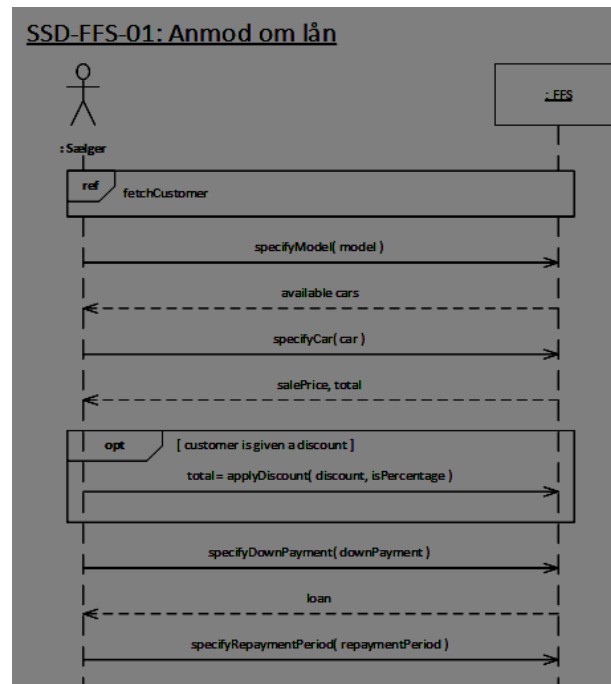 SSD-FFS-01: Anmod om lån
: FFS
: Sælger
ref
fetchCustomer
specifyModel( model )
available cars
specifyCar( car )
salePrice, total
opt [ customer is given a discount ]
total = applyDiscount( discount, isPercentage )
specifyDownPayment( downPayment )
loan
specifyRepaymentPeriod( repaymentPeriod )